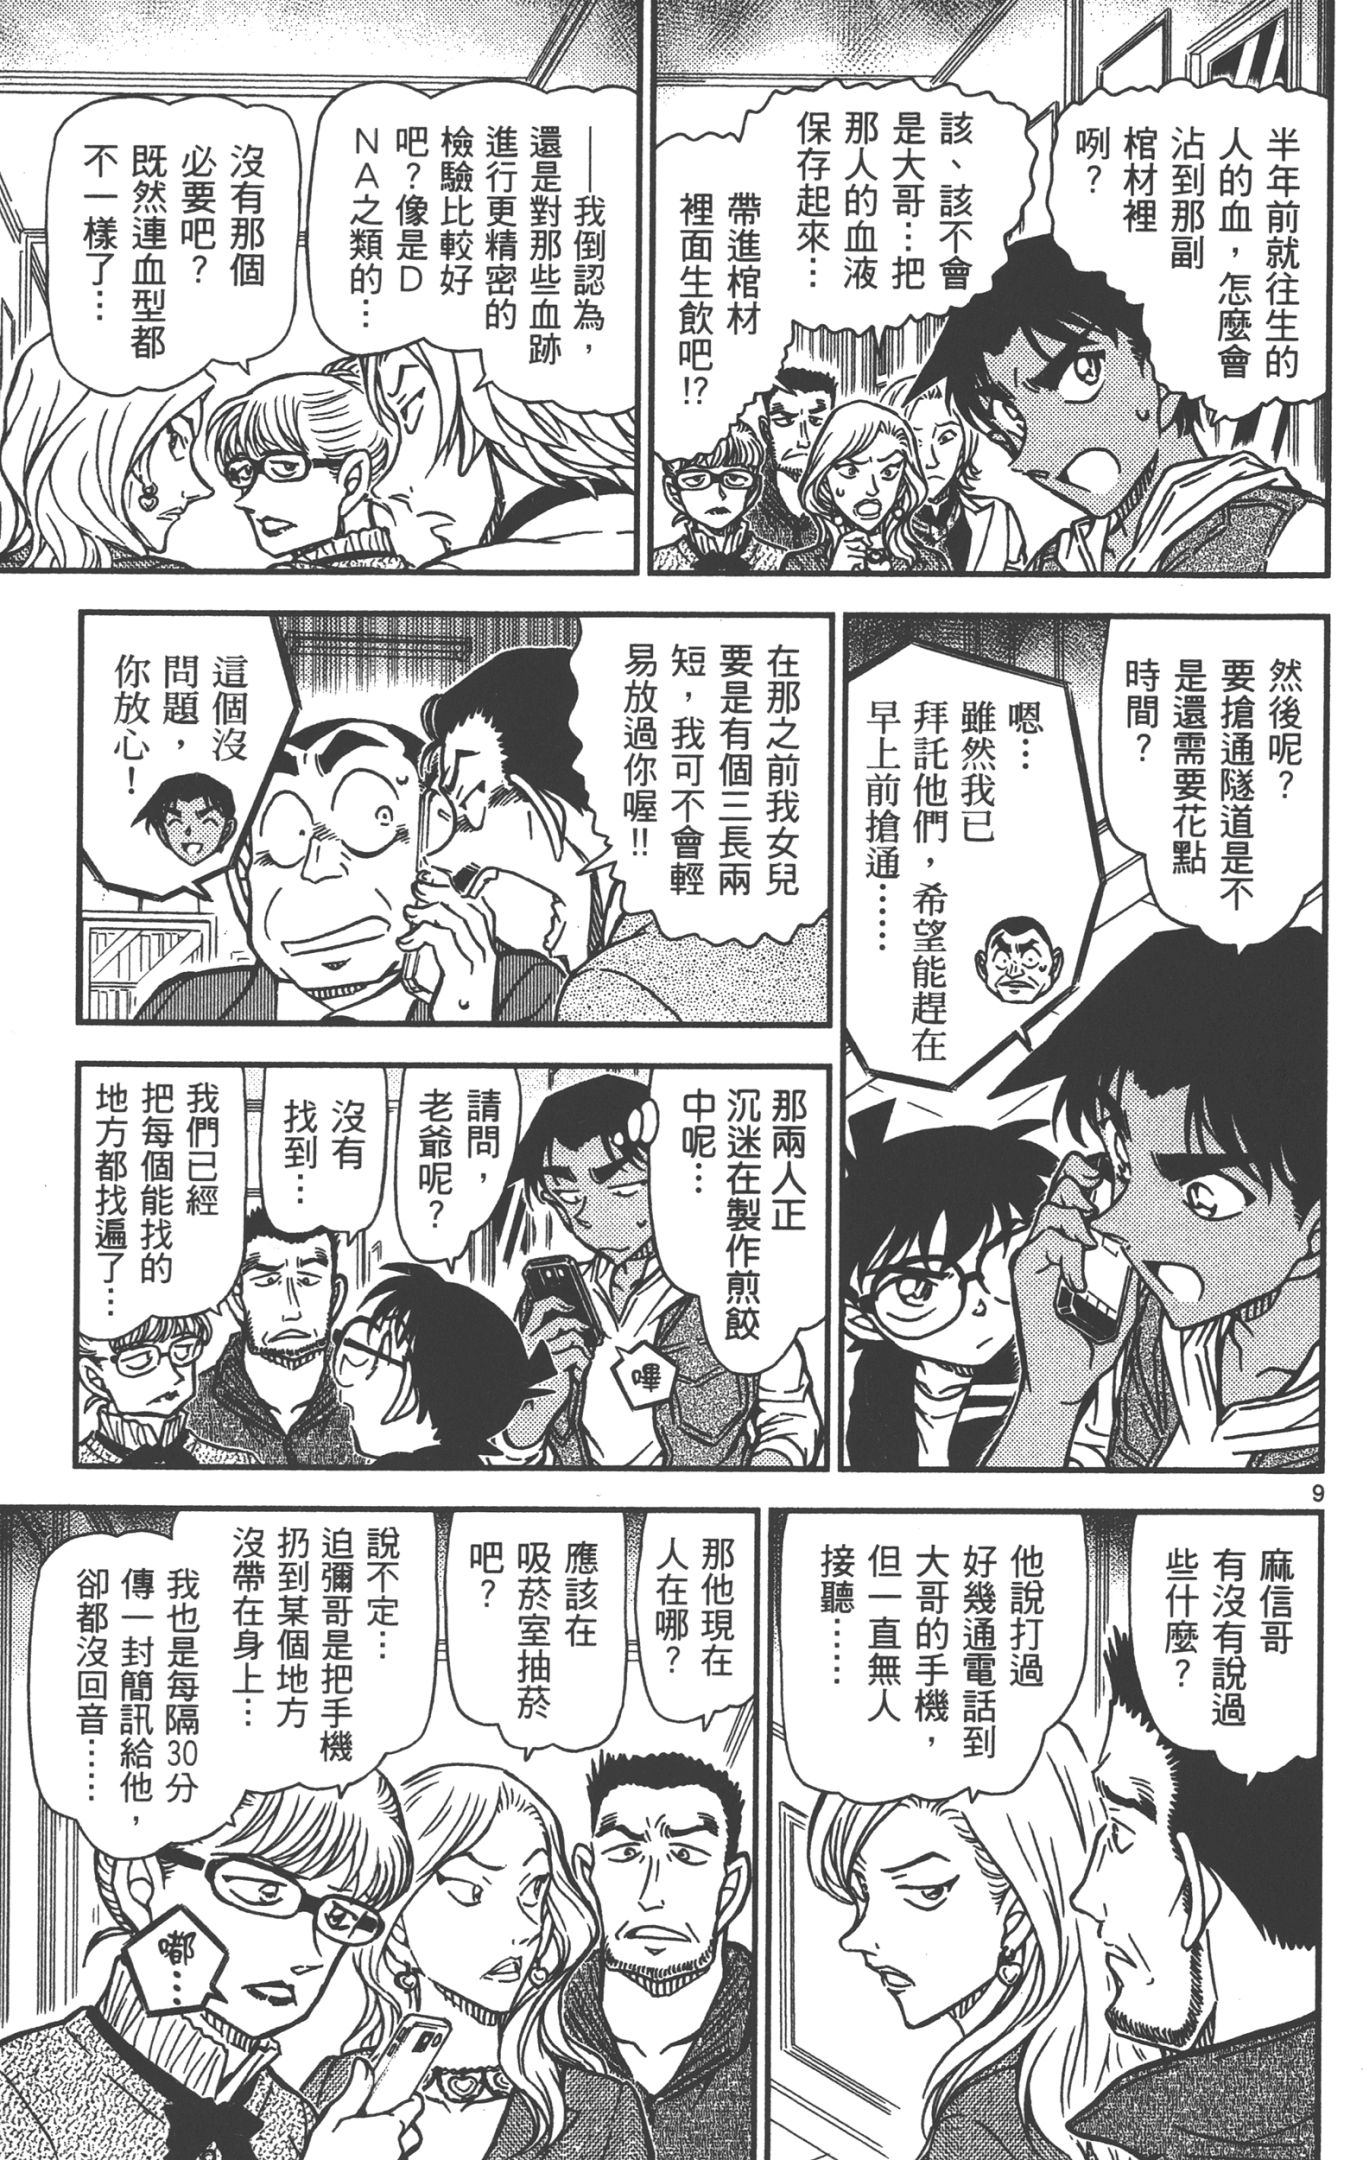 半年前就往生的
人的血，怎麼會
沾到那副
棺材裡
咧？
該、該不會
是大哥…把
那人的血液
保存起來…
帶進棺材
裡面生飲吧!?
——我倒認為，
還是對那些血跡
進行更精密的
檢驗比較好
吧？像是D
NA之類的…
沒有那個
必要吧？
既然連血型都
不一樣了…
然後呢？
要搶通隧道是不
是還需要花點
時間？
嗯…
雖然我已
拜託他們，希望能趕在
早上前搶通……
在那之前我女兒
要是有個三長兩
短，我可不會輕
易放過你喔!!
這個沒
問題，
你放心！
那兩人正
沉迷在製作煎餃
中呢…
嗶
請問，
老爺呢？
沒有
找到…
我們已經
把每個能找的
地方都找遍了…
9
麻信哥
有沒有說過
些什麼？
他說打過
好幾通電話到
大哥的手機，
但一直無人
接聽……
那他現在
人在哪？
應該在
吸菸室抽菸
吧？
說不定…
迫彌哥是把手機
扔到某個地方
沒帶在身上…
我也是每隔30分
傳一封簡訊給他，
卻都沒回音……
嘟…